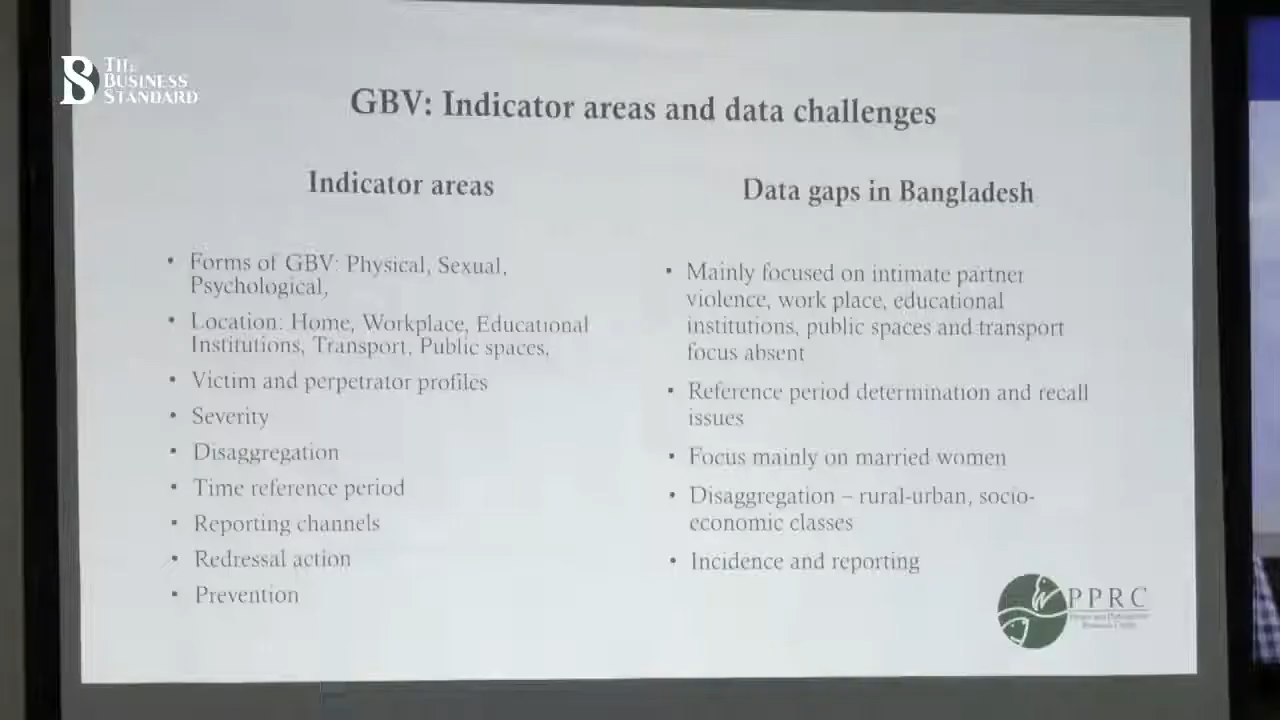 THE
BUSINESS
STANDARD
GBV: Indicator areas and data challenges
Indicator areas
• Forms of GBV: Physical, Sexual,
Psychological,
• Location: Home, Workplace, Educational
Institutions, Transport, Public spaces,
• Victim and perpetrator profiles
• Severity
• Disaggregation
• Time reference period
• Reporting channels
• Redressal action
• Prevention
Data gaps in Bangladesh
• Mainly focused on intimate partner
violence, work place, educational
institutions, public spaces and transport
focus absent
• Reference period determination and recall
issues
• Focus mainly on married women
• Disaggregation – rural-urban, socio-
economic classes
• Incidence and reporting
PPRC